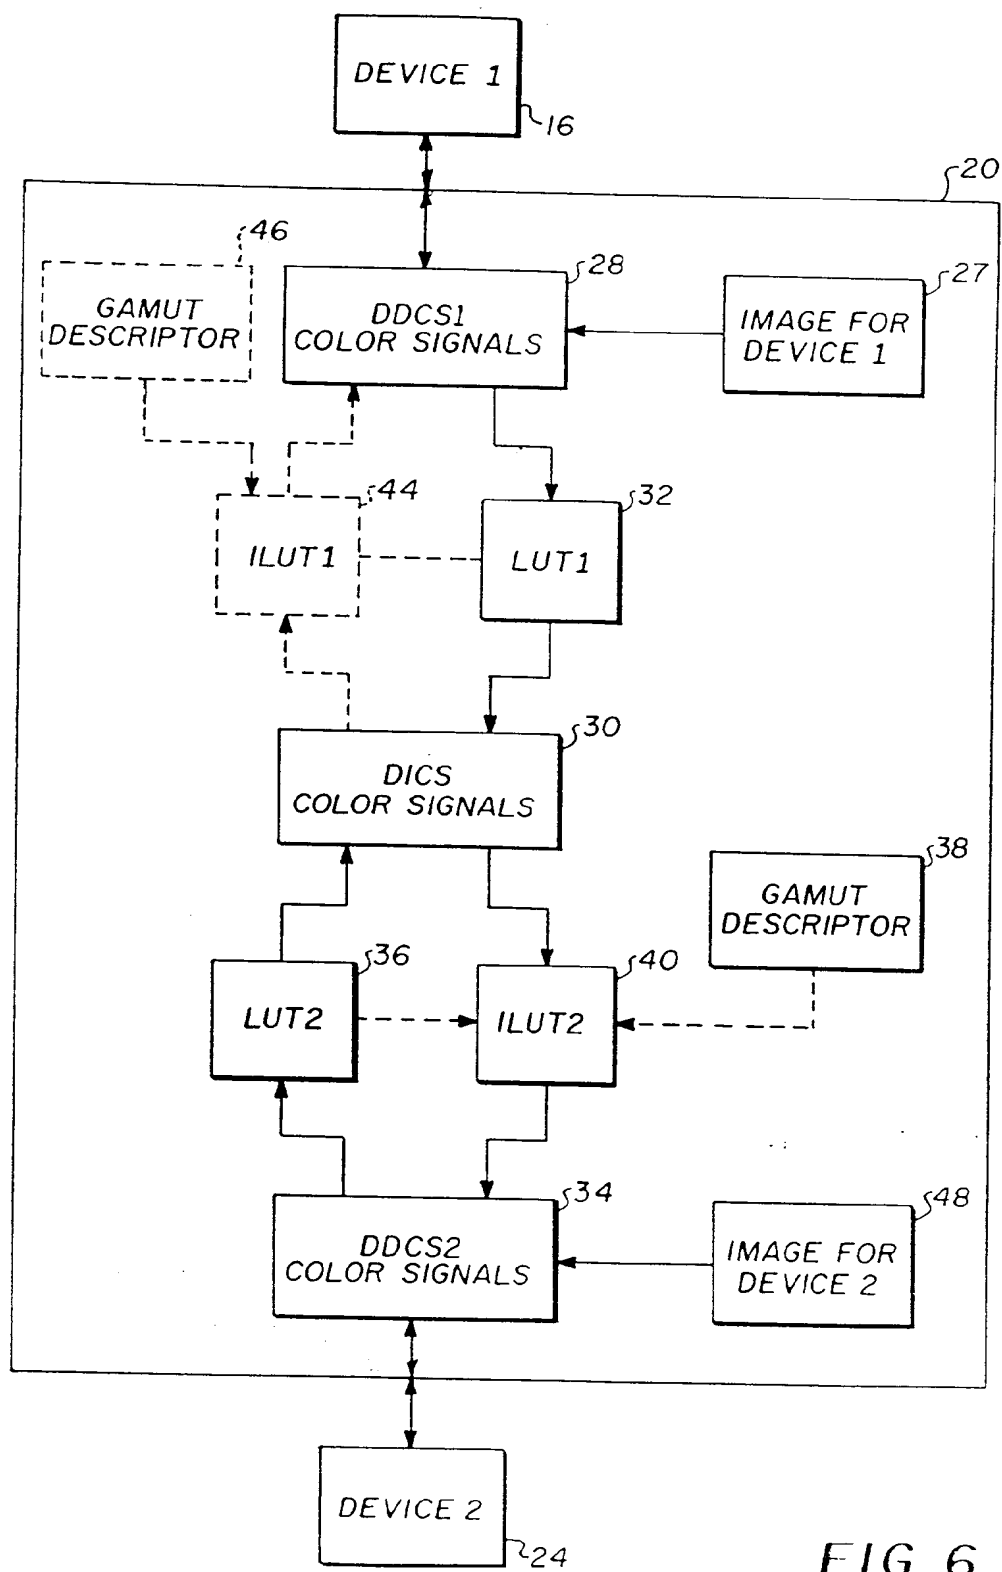 DEVICE 1
16
20
46
GAMUT
DESCRIPTOR
28
DDCS1
COLOR SIGNALS
27
IMAGE FOR
DEVICE 1
44
ILUT1
32
LUT1
30
DICS
COLOR SIGNALS
38
GAMUT
DESCRIPTOR
36
LUT2
40
ILUT2
34
DDCS2
COLOR SIGNALS
48
IMAGE FOR
DEVICE 2
DEVICE 2
24
FIG 6